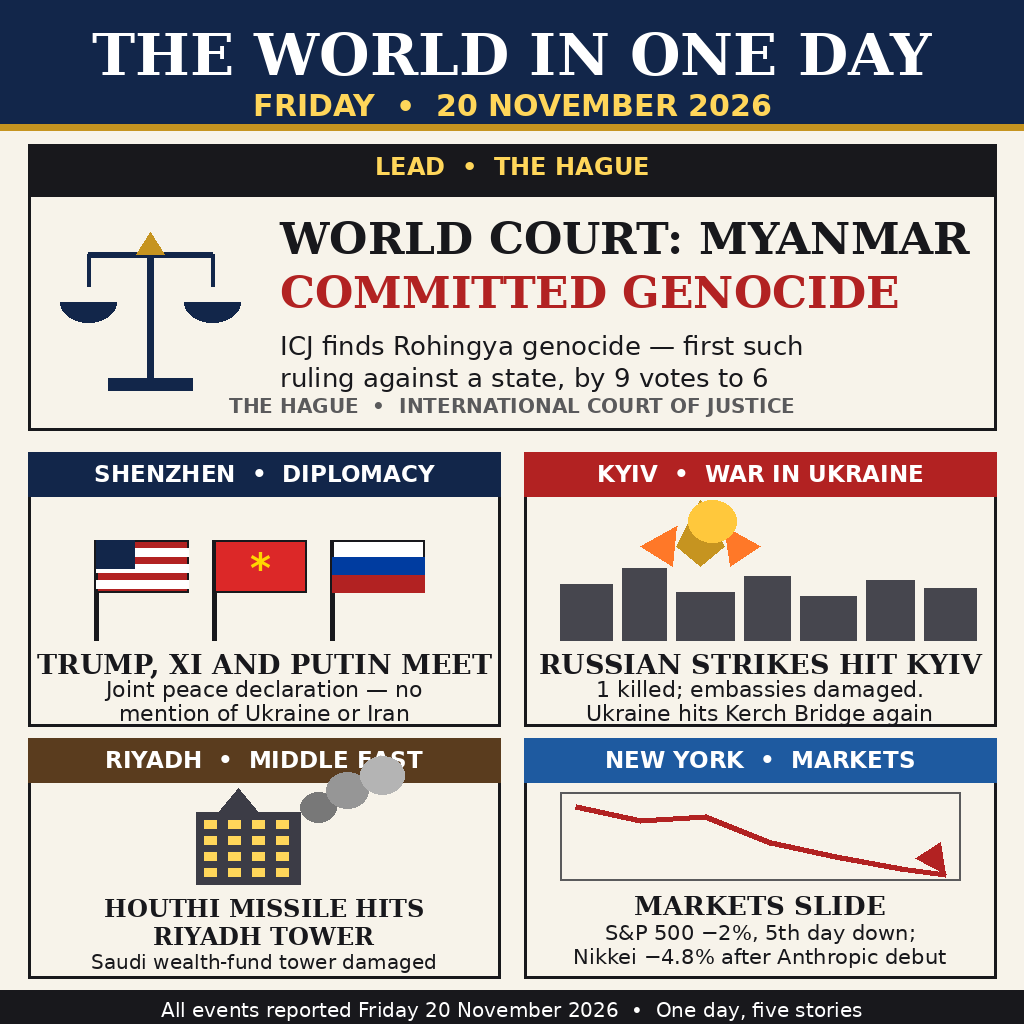 THE WORLD IN ONE DAY
FRIDAY • 20 NOVEMBER 2026
LEAD • THE HAGUE
WORLD COURT: MYANMAR
COMMITTED GENOCIDE
ICJ finds Rohingya genocide — first such
ruling against a state, by 9 votes to 6
THE HAGUE • INTERNATIONAL COURT OF JUSTICE
SHENZHEN • DIPLOMACY
TRUMP, XI AND PUTIN MEET
Joint peace declaration — no
mention of Ukraine or Iran
KYIV • WAR IN UKRAINE
RUSSIAN STRIKES HIT KYIV
1 killed; embassies damaged.
Ukraine hits Kerch Bridge again
RIYADH • MIDDLE EAST
HOUTHI MISSILE HITS
RIYADH TOWER
Saudi wealth-fund tower damaged
NEW YORK • MARKETS
MARKETS SLIDE
S&P 500 −2%, 5th day down;
Nikkei −4.8% after Anthropic debut
All events reported Friday 20 November 2026 • One day, five stories